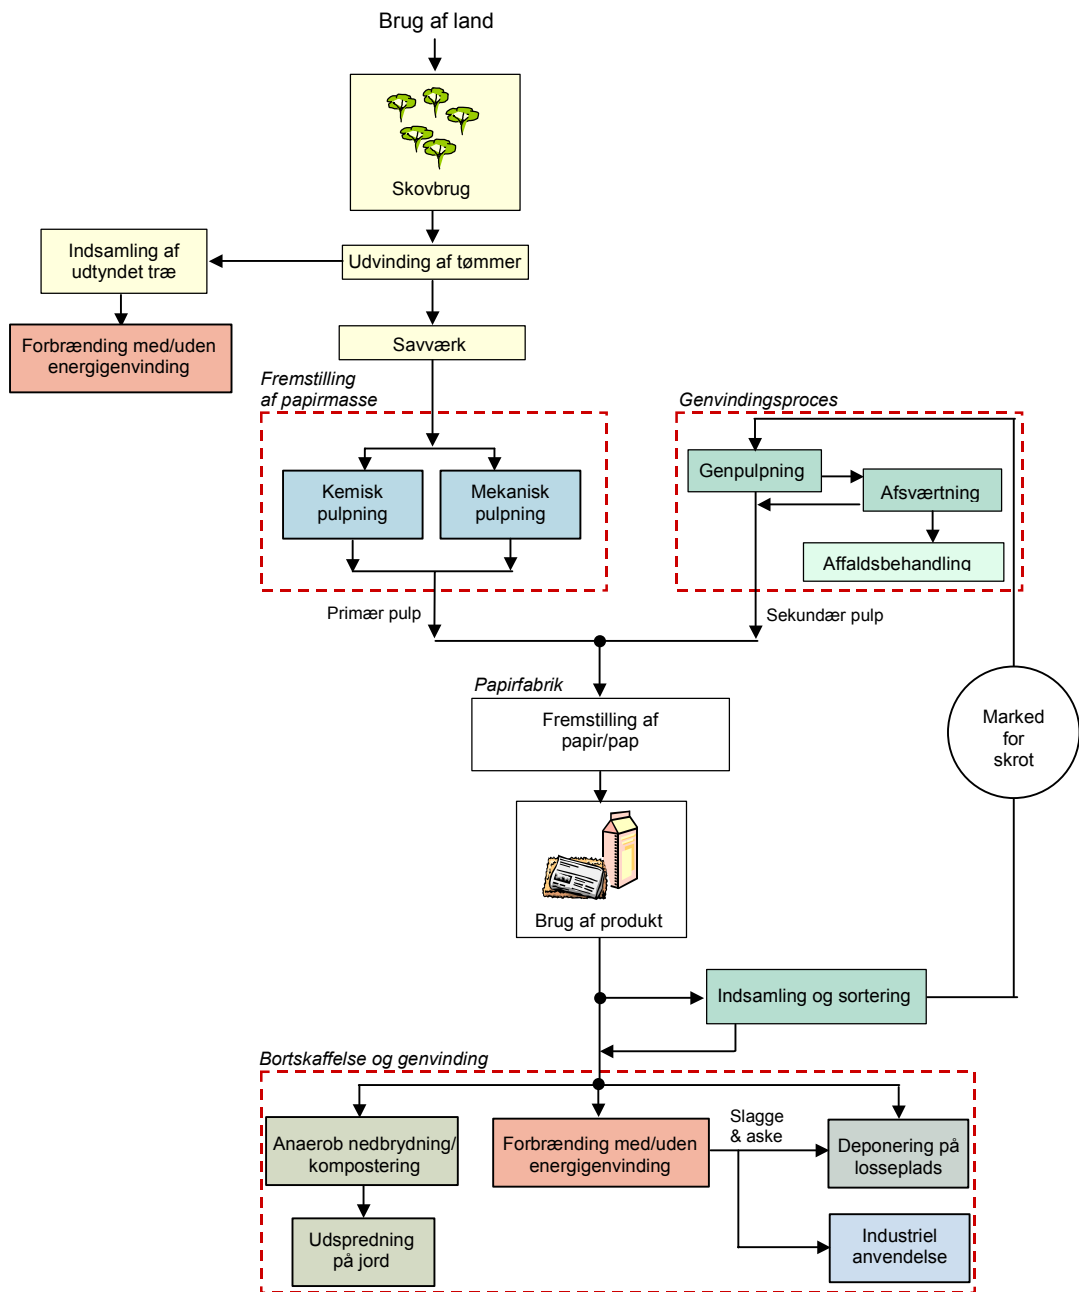 Brug af land
Skovbrug
Indsamling af
udtyndet træ
Udvinding af tømmer
Forbrænding med/uden
energigenvinding
Savværk
Fremstilling
af papirmasse
Genvindingsproces
Kemisk
pulpning
Mekanisk
pulpning
Genpulpning
Afsværtning
Affaldsbehandling
Primær pulp
Sekundær pulp
Papirfabrik
Fremstilling af
papir/pap
Marked
for
skrot
Brug af produkt
Indsamling og sortering
Bortskaffelse og genvinding
Anaerob nedbrydning/
kompostering
Forbrænding med/uden
energigenvinding
Slagge
& aske
Deponering på
losseplads
Udspredning
på jord
Industriel
anvendelse